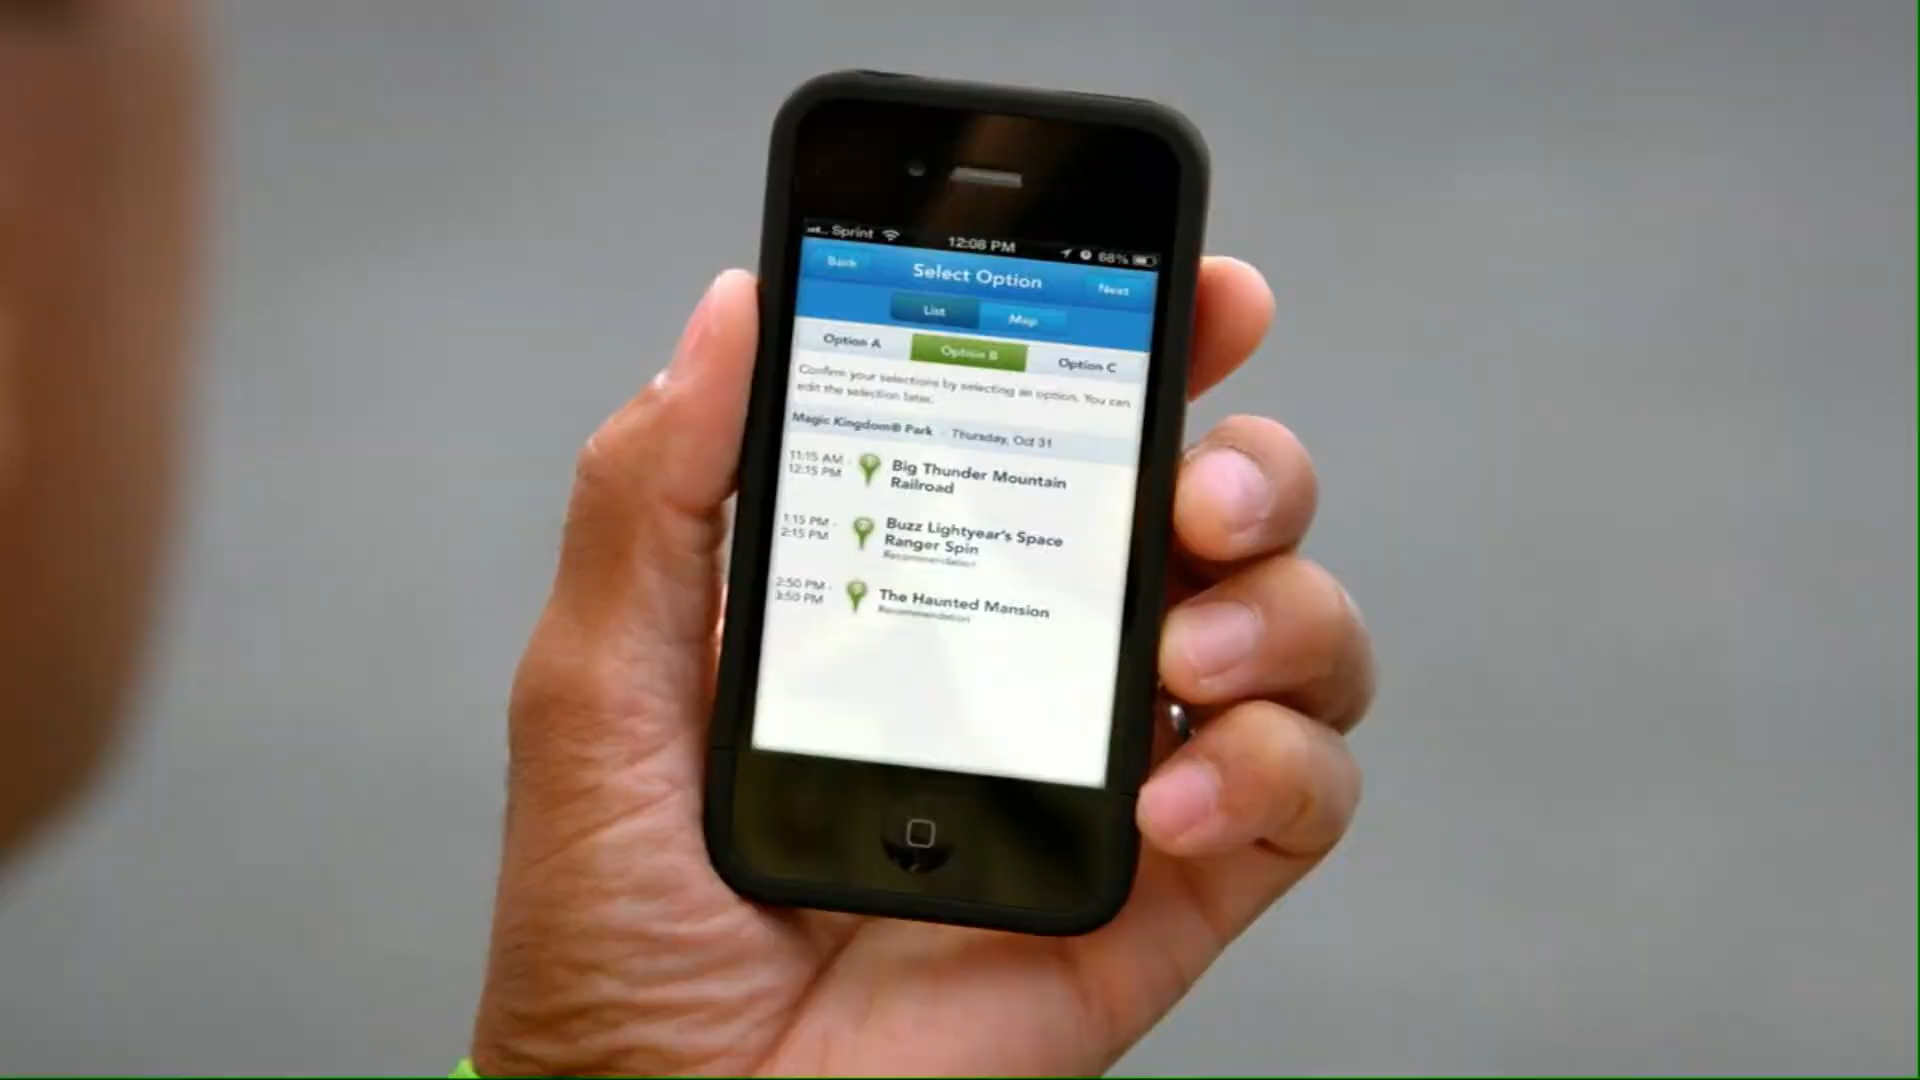 Sprint 12:08 PM 68%
Back Select Option Next
List Map
Option A Option B Option C
Confirm your selections by selecting an option. You can
edit the selection later.
Magic Kingdom® Park - Thursday, Oct 31
11:15 AM -
12:15 PM
Big Thunder Mountain
Railroad
1:15 PM -
2:15 PM
Buzz Lightyear's Space
Ranger Spin
Recommendation
2:50 PM -
3:50 PM
The Haunted Mansion
Recommendation